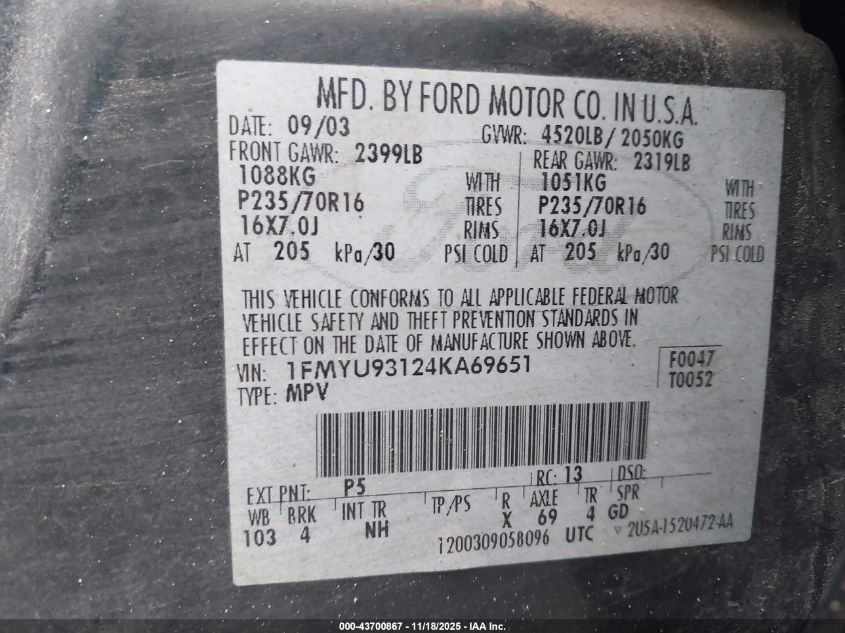 MFD. BY FORD MOTOR CO. IN U.S.A.
DATE: 09/03 GVWR: 4520LB/ 2050KG
FRONT GAWR: 2399LB REAR GAWR: 2319LB
1088KG WITH 1051KG WITH
P235/70R16 TIRES P235/70R16 TIRES
16X7.0J RIMS 16X7.0J RIMS
AT 205 kPa/30 PSI COLD AT 205 kPa/30 PSI COLD
Ford
THIS VEHICLE CONFORMS TO ALL APPLICABLE FEDERAL MOTOR
VEHICLE SAFETY AND THEFT PREVENTION STANDARDS IN
EFFECT ON THE DATE OF MANUFACTURE SHOWN ABOVE.
VIN: 1FMYU93124KA69651 F0047
TYPE: MPV T0052
EXT PNT: P5 RC: 13 DSO:
WB BRK INT TR TP/PS R AXLE TR SPR
103 4 NH X 69 4 GD
1200309058096 UTC ▽ 2U5A-1520472-AA
000-43700867 - 11/18/2025 - IAA Inc.